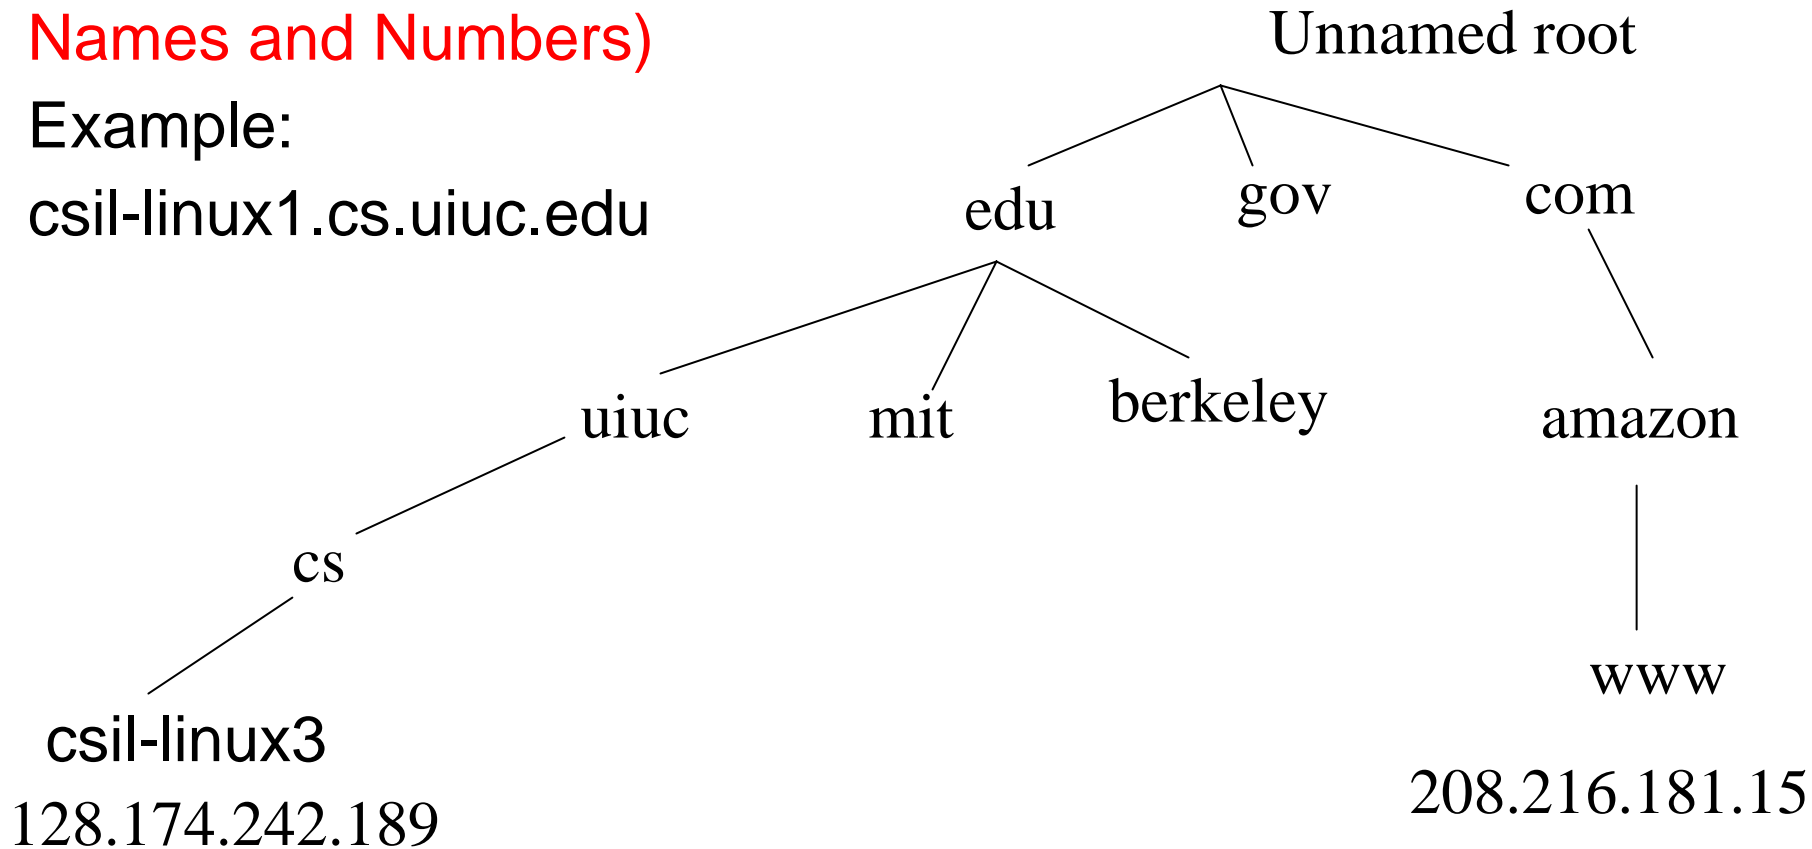 Names and Numbers)
Example:
csil-linux1.cs.uiuc.edu
Unnamed root
edu gov com
uiuc mit berkeley amazon
cs
www
csil-linux3
128.174.242.189
208.216.181.15